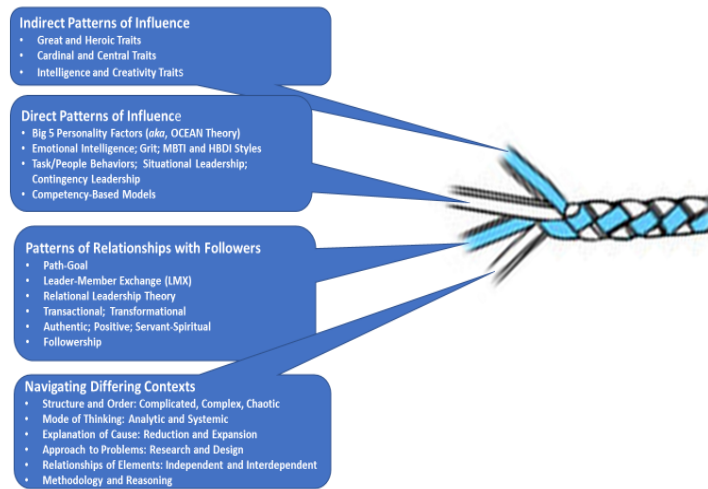 Indirect Patterns of Influence
• Great and Heroic Traits
• Cardinal and Central Traits
• Intelligence and Creativity Traits
Direct Patterns of Influence
• Big 5 Personality Factors (aka, OCEAN Theory)
• Emotional Intelligence; Grit; MBTI and HBDI Styles
• Task/People Behaviors; Situational Leadership;
Contingency Leadership
• Competency-Based Models
Patterns of Relationships with Followers
• Path-Goal
• Leader-Member Exchange (LMX)
• Relational Leadership Theory
• Transactional; Transformational
• Authentic; Positive; Servant-Spiritual
• Followership
Navigating Differing Contexts
• Structure and Order: Complicated, Complex, Chaotic
• Mode of Thinking: Analytic and Systemic
• Explanation of Cause: Reduction and Expansion
• Approach to Problems: Research and Design
• Relationships of Elements: Independent and Interdependent
• Methodology and Reasoning